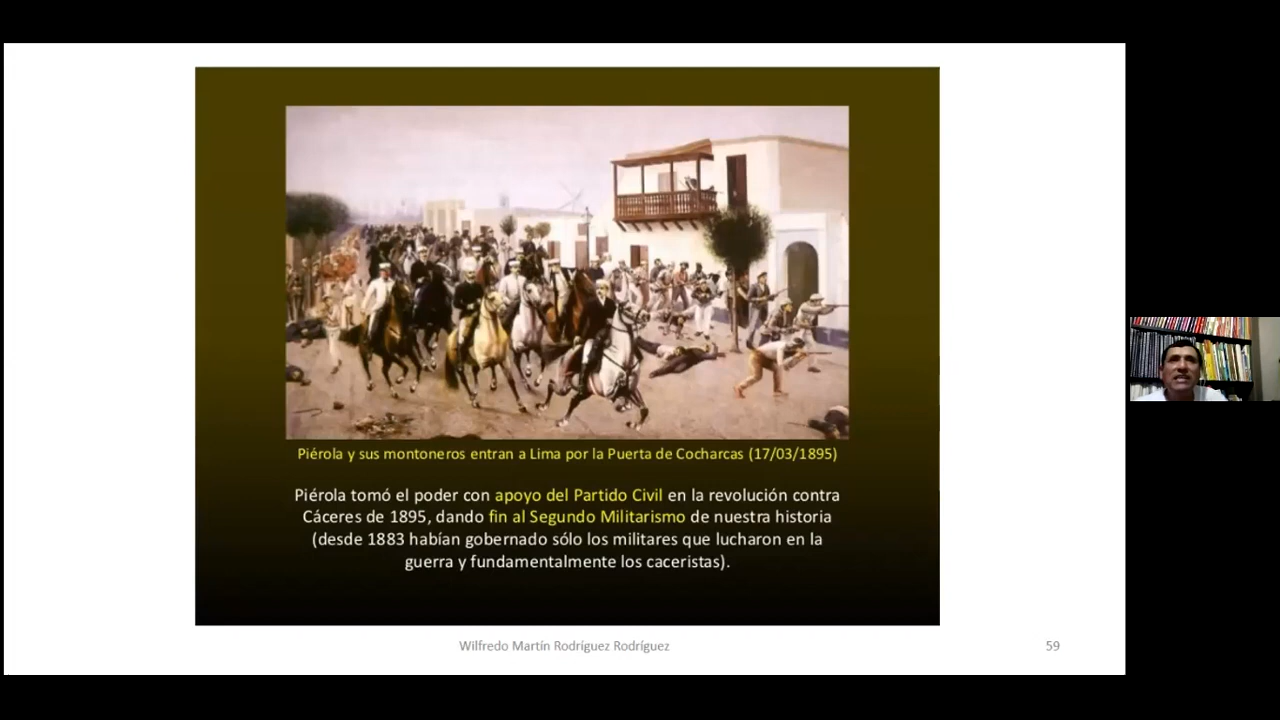 Piérola y sus montoneros entran a Lima por la Puerta de Cocharcas (17/03/1895)
Piérola tomó el poder con apoyo del Partido Civil en la revolución contra
Cáceres de 1895, dando fin al Segundo Militarismo de nuestra historia
(desde 1883 habían gobernado sólo los militares que lucharon en la
guerra y fundamentalmente los caceristas).
Wilfredo Martín Rodríguez Rodríguez
59